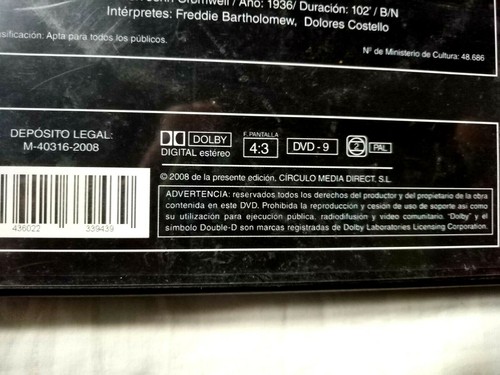 Cromwell / Año: 1936/ Duración: 102' / B/N
Intérpretes: Freddie Bartholomew, Dolores Costello
Apta para todos los públicos.
Nº de Ministerio de Cultura: 48.686
DEPÓSITO LEGAL:
M-40316-2008
DOLBY
DIGITAL estéreo
F. PANTALLA
4:3
DVD - 9
2
PAL
© 2008 de la presente edición, CÍRCULO MEDIA DIRECT, S.L.
ADVERTENCIA: reservados todos los derechos del productor y del propietario de la obra
contenida en este DVD. Prohibida la reproducción y cesión de uso de soporte así como
su utilización para ejecución pública, radiodifusión y video comunitario. "Dolby" y él
símbolo Double-D son marcas registradas de Dolby Laboratories Licensing Corporation.
436022 339439